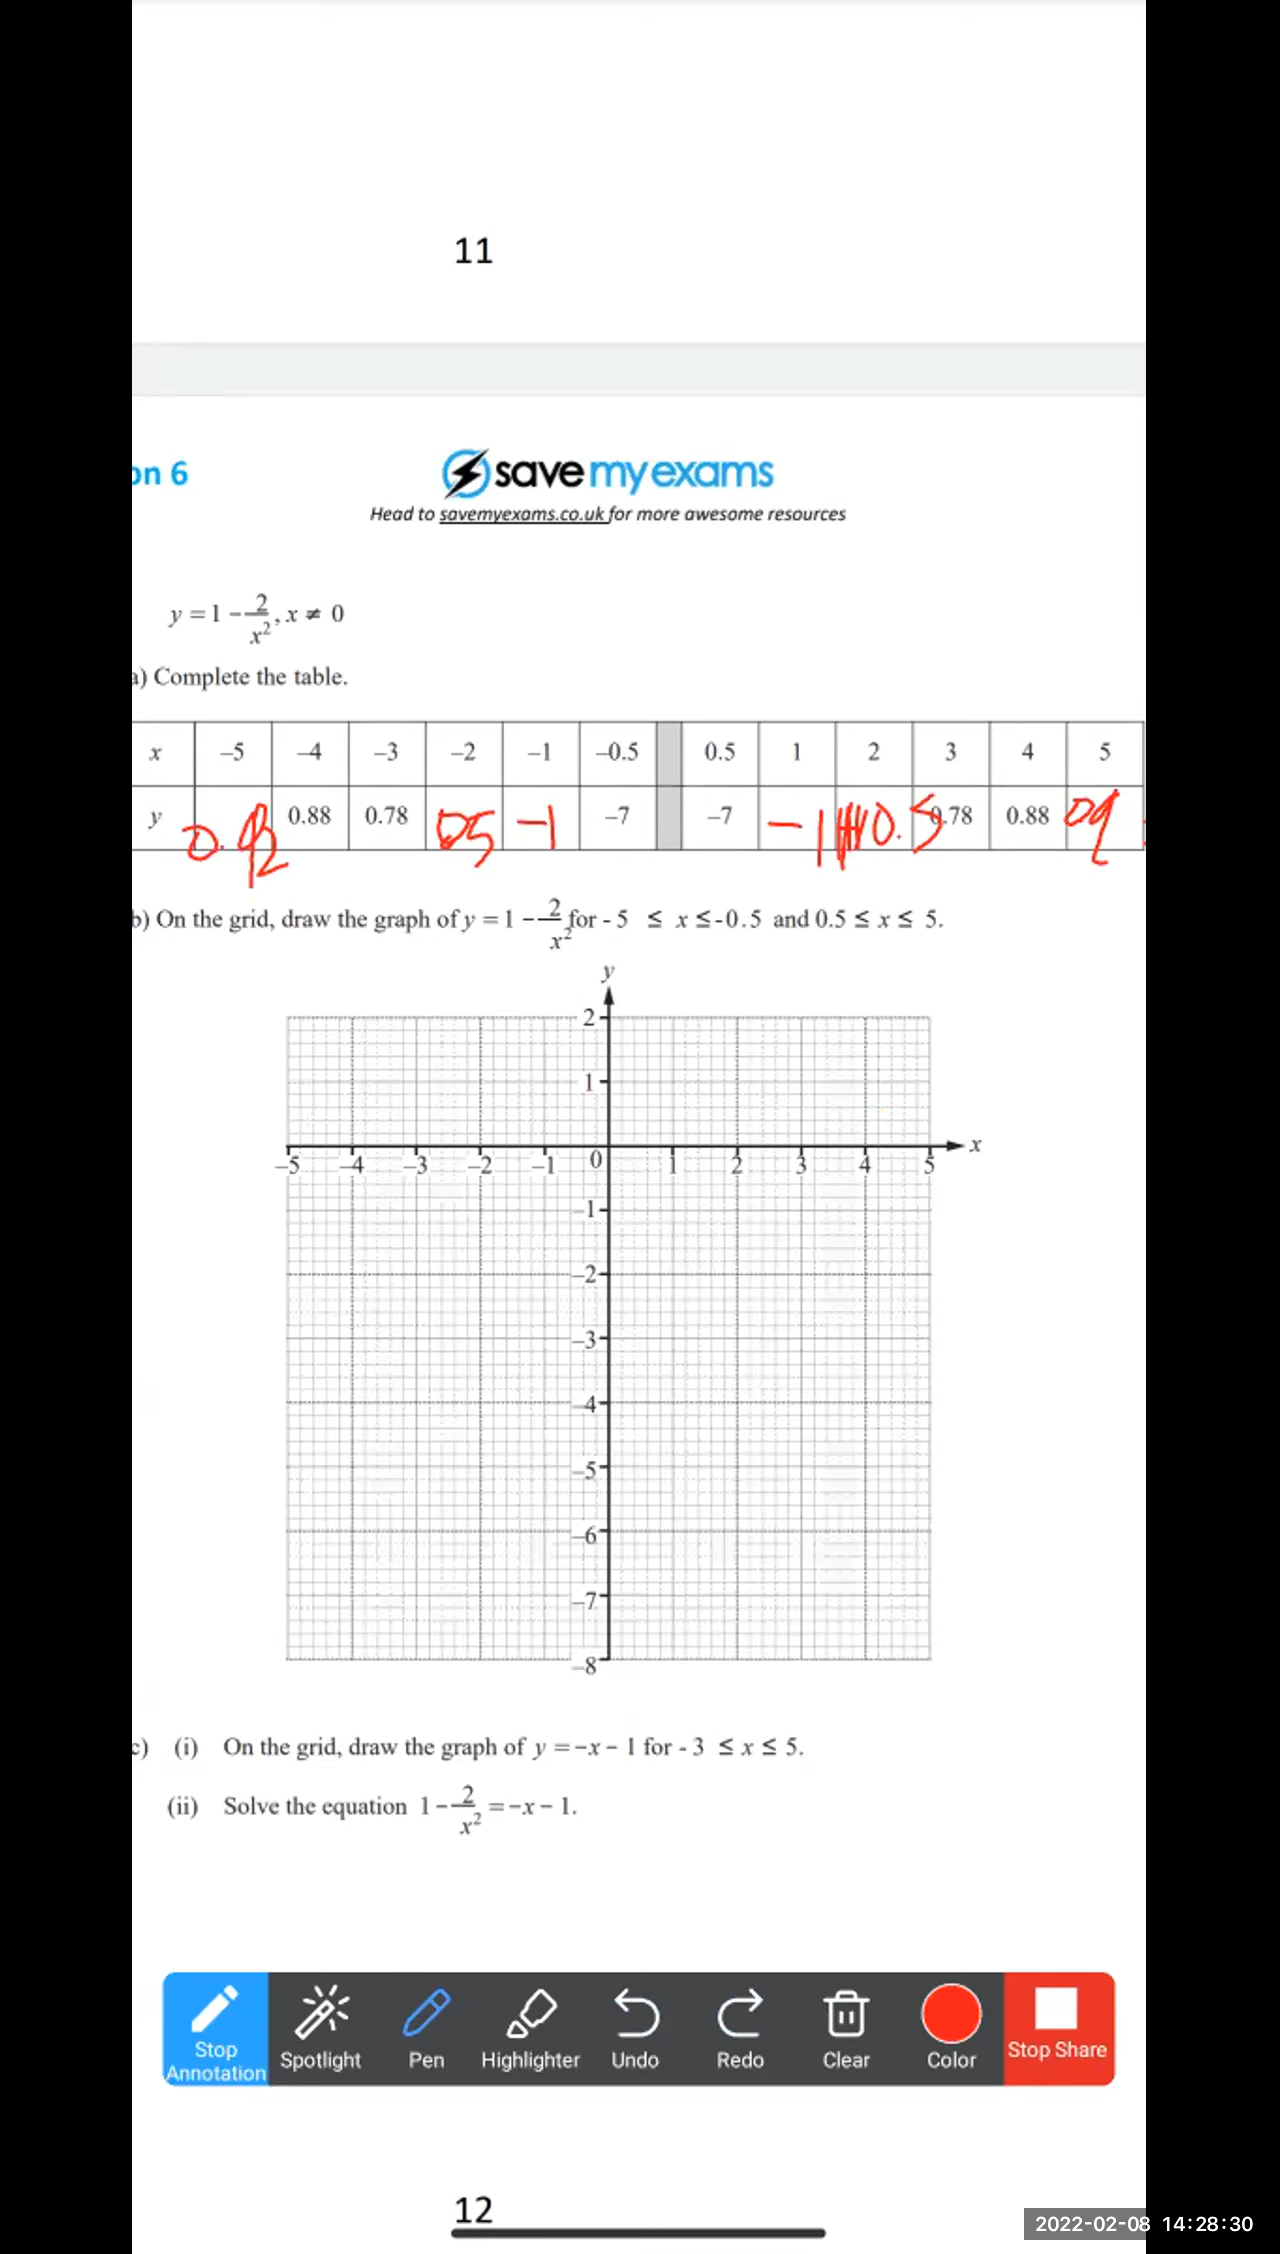 11
on 6
save my exams
Head to savemyexams.co.uk for more awesome resources
y = 1 - 2/x², x ≠ 0
a) Complete the table.
x -5 -4 -3 -2 -1 -0.5 0.5 1 2 3 4 5
y 0.92 0.88 0.78 05 -1 -7 -7 -1 0.5 0.78 0.88 09
b) On the grid, draw the graph of y = 1 - 2/x² for - 5 ≤ x ≤ -0.5 and 0.5 ≤ x ≤ 5.
y
2
1
-5 -4 -3 -2 -1 0 1 2 3 4 5 x
-1
-2
-3
-4
-5
-6
-7
-8
c) (i) On the grid, draw the graph of y = -x - 1 for - 3 ≤ x ≤ 5.
(ii) Solve the equation 1 - 2/x² = -x - 1.
Stop Annotation
Spotlight
Pen
Highlighter
Undo
Redo
Clear
Color
Stop Share
12
2022-02-08 14:28:30